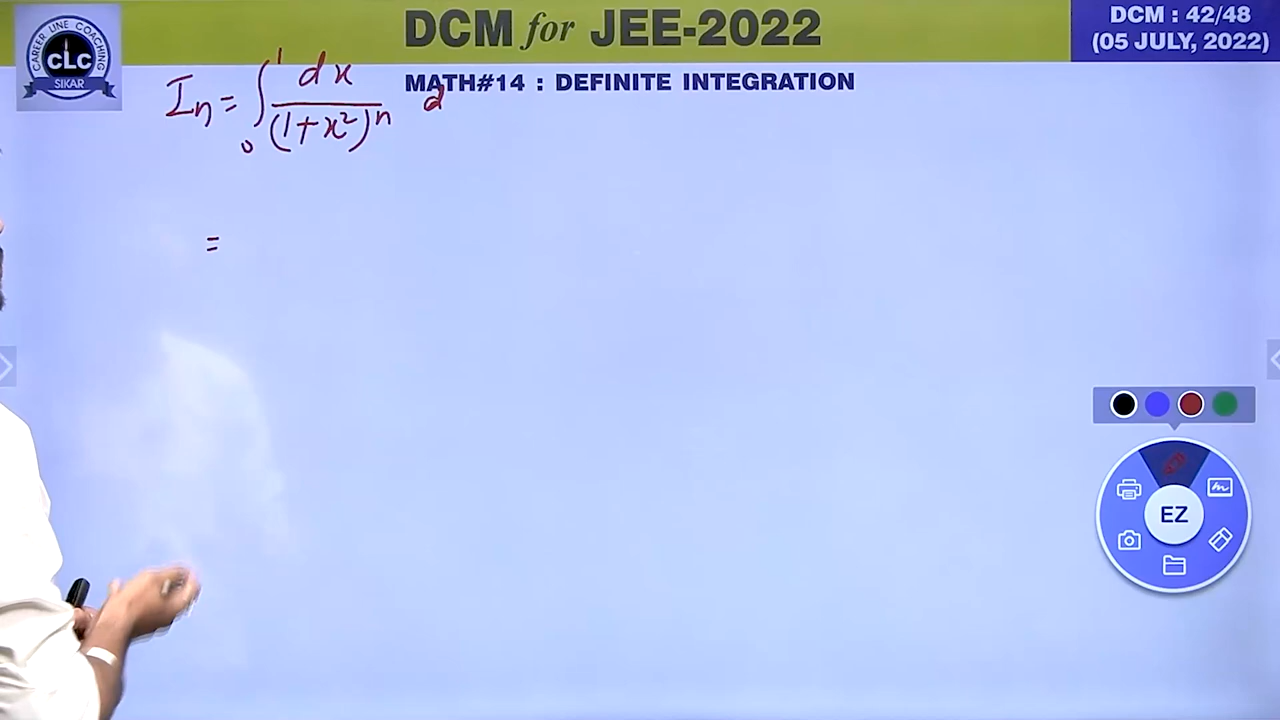 DCM for JEE-2022
DCM : 42/48
(05 JULY, 2022)
CAREER LINE COACHING
CLC
SIKAR
MATH#14 : DEFINITE INTEGRATION
Iₙ = ∫₀¹ dx/(1+x²)ⁿ 2
=
EZ